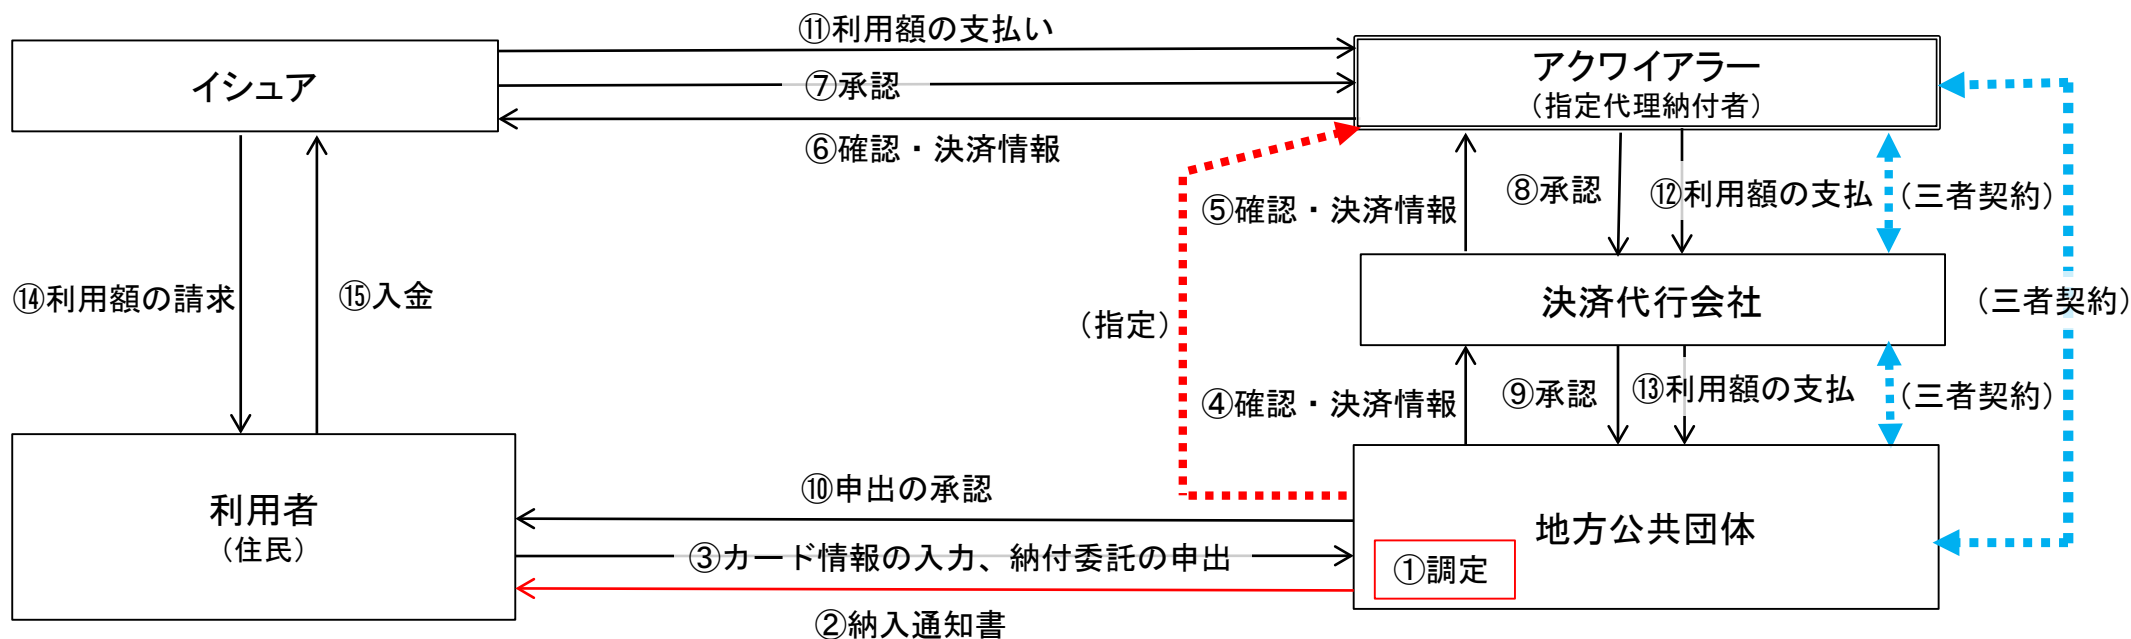 ⑪利用額の支払い
イシュア
アクワイアラー
（指定代理納付者）
⑦承認
⑥確認・決済情報
⑤確認・決済情報
⑧承認
⑫利用額の支払
（三者契約）
⑭利用額の請求
⑮入金
（指定）
決済代行会社
（三者契約）
④確認・決済情報
⑨承認
⑬利用額の支払
（三者契約）
⑩申出の承認
利用者
（住民）
地方公共団体
③カード情報の入力、納付委託の申出
①調定
②納入通知書